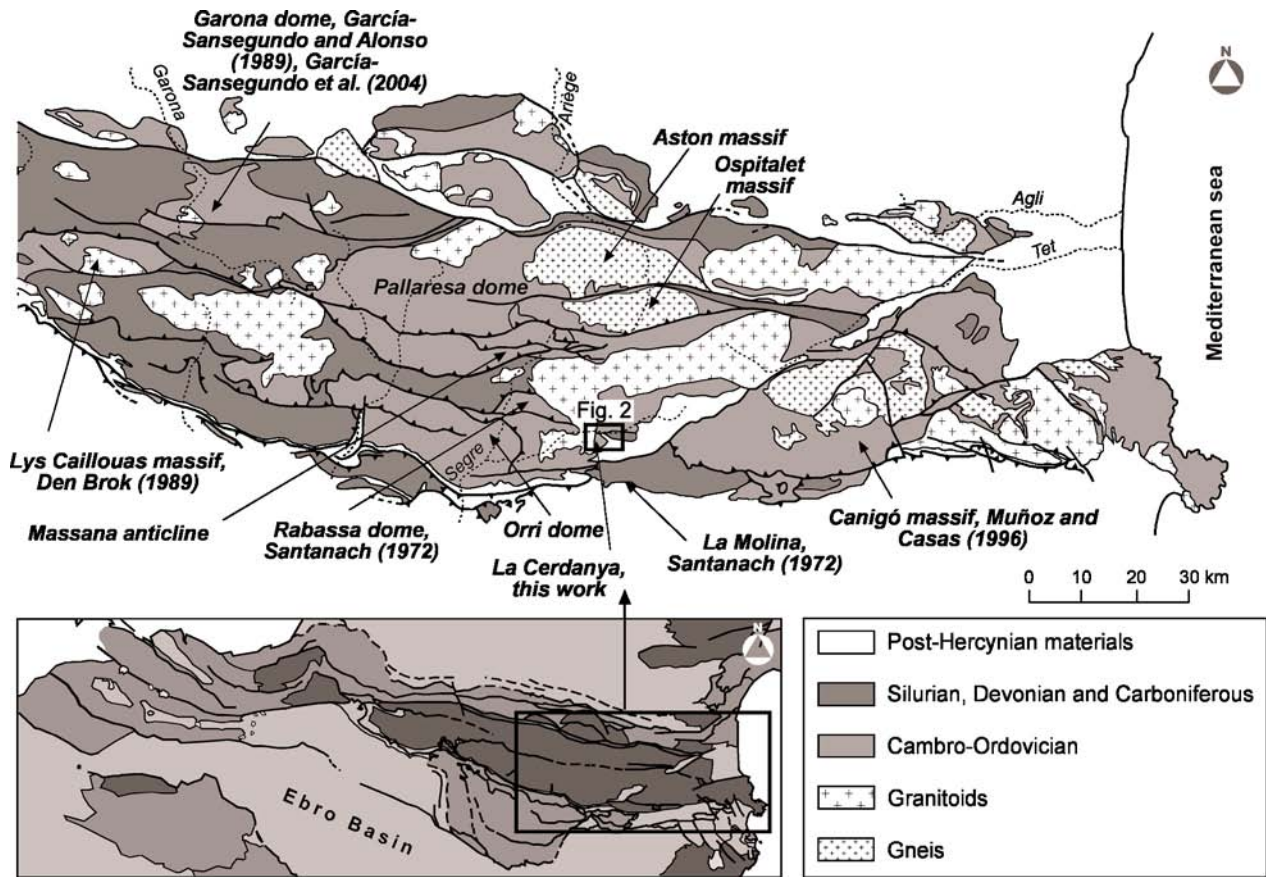 Garona dome, García-
Sansegundo and Alonso
(1989), García-
Sansegundo et al. (2004)
Garona
Ariège
N
Aston massif
Ospitalet
massif
Agli
Tet
Pallaresa dome
Mediterranean sea
Fig. 2
Segre
Lys Caillouas massif,
Den Brok (1989)
Massana anticline
Rabassa dome,
Santanach (1972)
Orri dome
La Cerdanya,
this work
La Molina,
Santanach (1972)
Canigó massif, Muñoz and
Casas (1996)
0 10 20 30 km
N
Ebro Basin
Post-Hercynian materials
Silurian, Devonian and Carboniferous
Cambro-Ordovician
Granitoids
Gneis